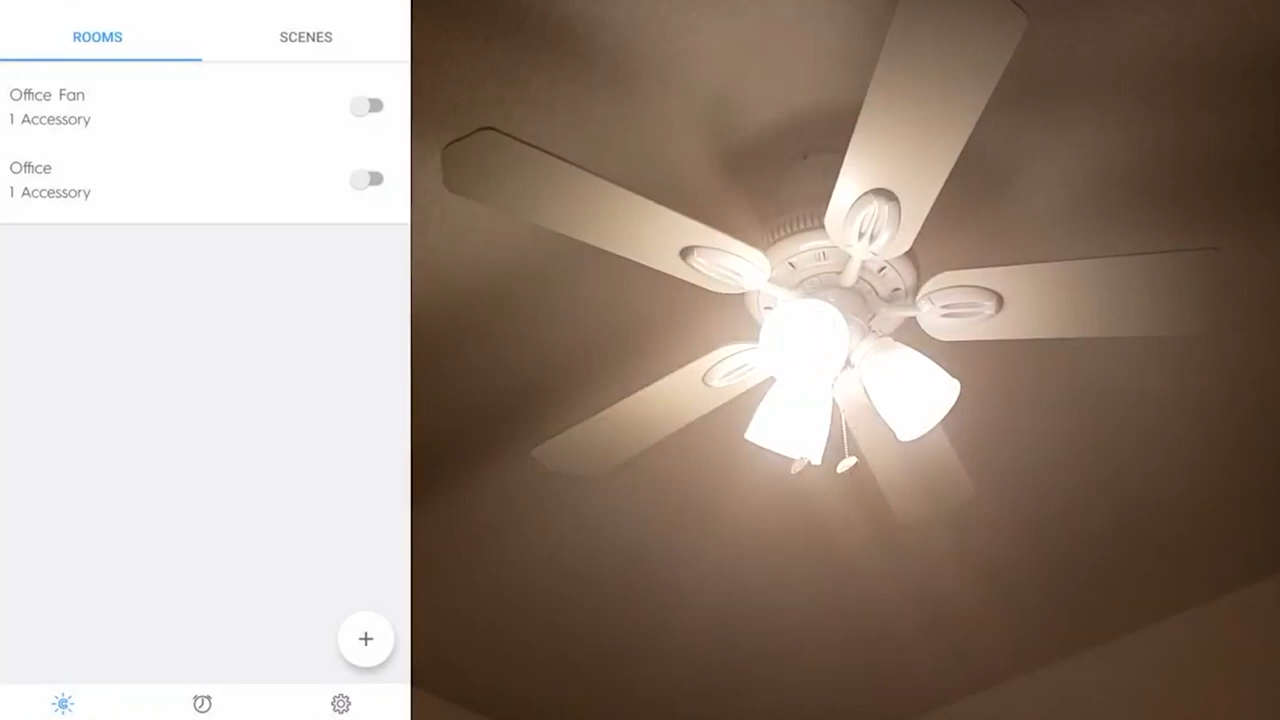 ROOMS
SCENES
Office Fan
1 Accessory
Office
1 Accessory
+